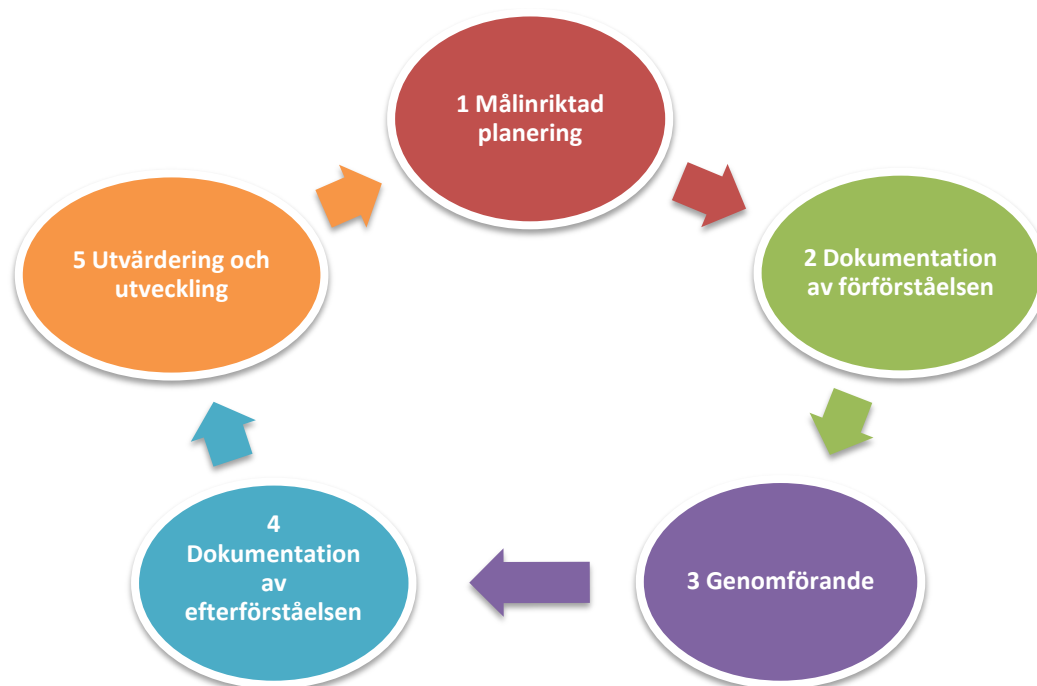 1 Målinriktad
planering
2 Dokumentation
av förförståelsen
3 Genomförande
4
Dokumentation
av
efterförståelsen
5 Utvärdering och
utveckling